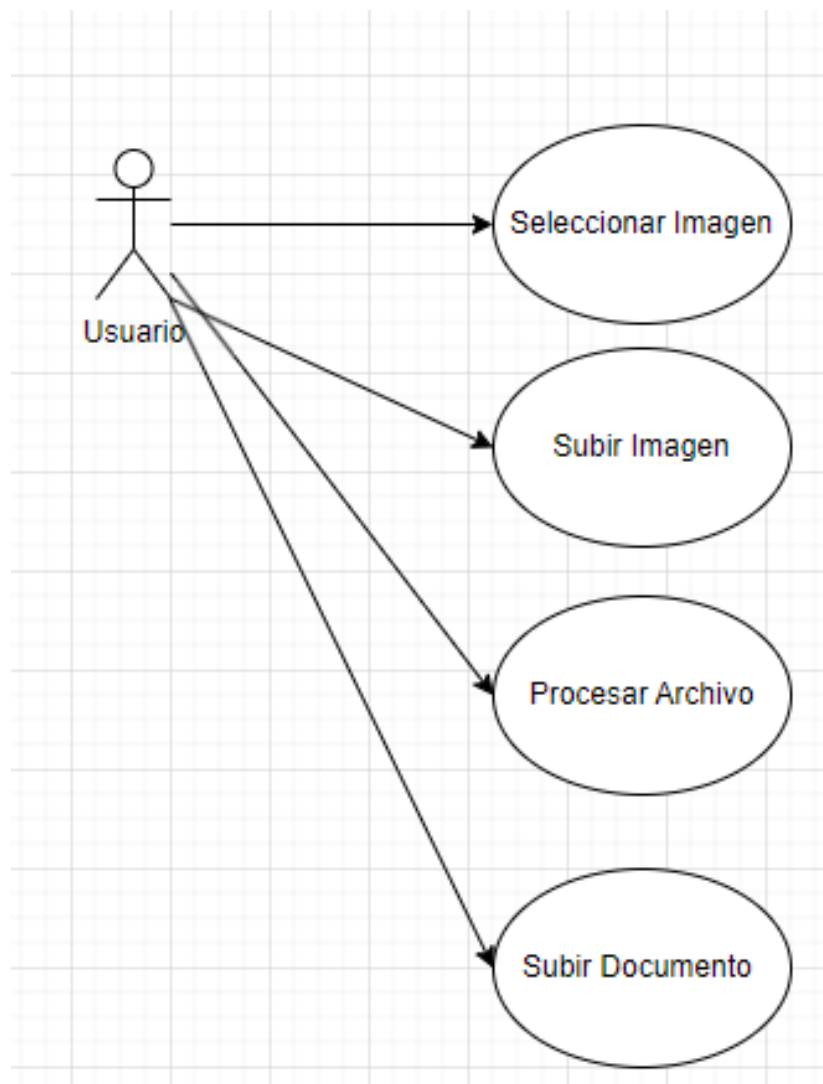 Seleccionar Imagen
Usuario
Subir Imagen
Procesar Archivo
Subir Documento